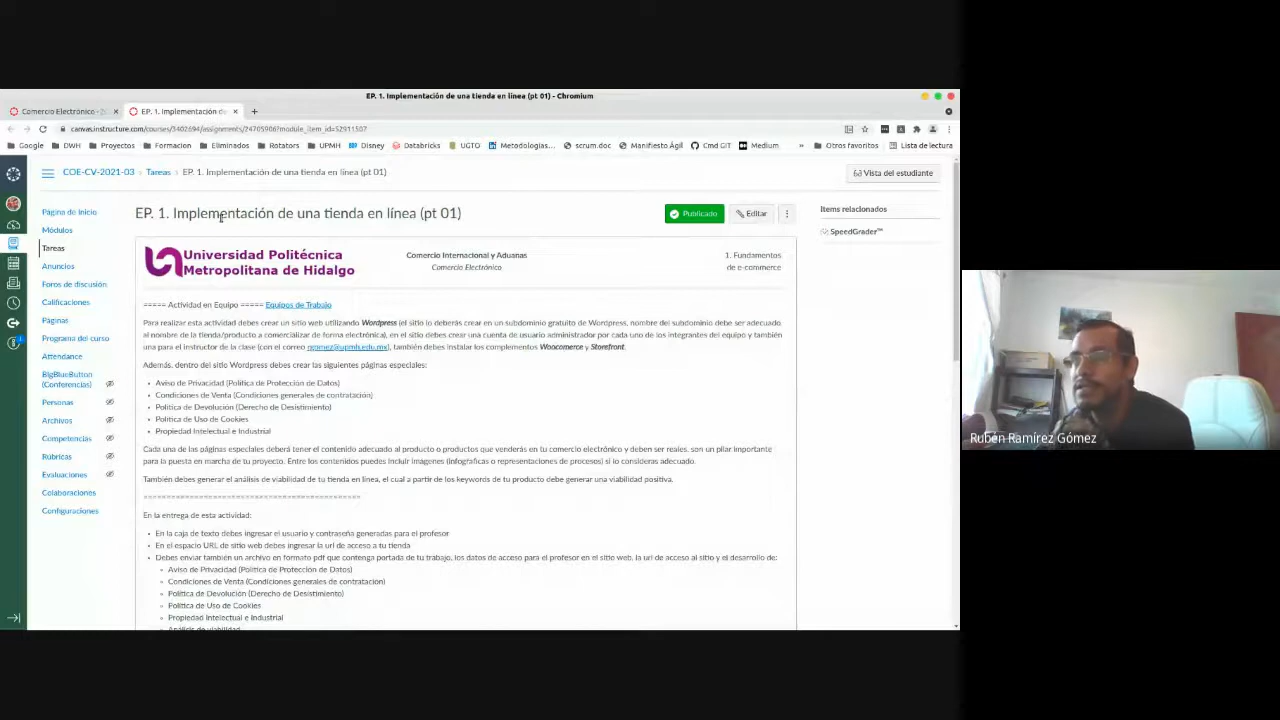 EP. 1. Implementación de una tienda en línea (pt 01) - Chromium
Comercio Electrónico - 20
EP. 1. Implementación de
canvas.instructure.com/courses/3402694/assignments/24705906?module_item_id=52911507
Google DWH Proyectos Formacion Eliminados Rotators UPMH Disney Databricks UGTO Metodologías... scrum.doc Manifiesto Ágil Cmd GIT Medium » Otros favoritos Lista de lectura
COE-CV-2021-03 › Tareas › EP. 1. Implementación de una tienda en línea (pt 01)
Vista del estudiante
Página de Inicio
Módulos
Tareas
Anuncios
Foros de discusión
Calificaciones
Páginas
Programa del curso
Attendance
BigBlueButton
(Conferencias)
Personas
Archivos
Competencias
Rúbricas
Evaluaciones
Colaboraciones
Configuraciones
EP. 1. Implementación de una tienda en línea (pt 01)
Publicado
Editar
Items relacionados
SpeedGrader™
Universidad Politécnica
Metropolitana de Hidalgo
Comercio Internacional y Aduanas
Comercio Electrónico
1. Fundamentos
de e-commerce
===== Actividad en Equipo ===== Equipos de Trabajo
Para realizar esta actividad debes crear un sitio web utilizando Wordpress (el sitio lo deberás crear en un subdominio gratuito de Wordpress, nombre del subdominio debe ser adecuado
al nombre de la tienda/producto a comercializar de forma electrónica), en el sitio debes crear una cuenta de usuario administrador por cada uno de los integrantes del equipo y también
una para el instructor de la clase (con el correo rgomez@upmh.edu.mx), también debes instalar los complementos Woocomerce y Storefront.
Además, dentro del sitio Wordpress debes crear las siguientes páginas especiales:
• Aviso de Privacidad (Política de Protección de Datos)
• Condiciones de Venta (Condiciones generales de contratación)
• Política de Devolución (Derecho de Desistimiento)
• Política de Uso de Cookies
• Propiedad Intelectual e Industrial
Cada una de las páginas especiales deberá tener el contenido adecuado al producto o productos que venderás en tu comercio electrónico y deben ser reales, son un pilar importante
para la puesta en marcha de tu proyecto. Entre los contenidos puedes incluir imágenes (infografías o representaciones de procesos) si lo consideras adecuado.
También debes generar el análisis de viabilidad de tu tienda en línea, el cual a partir de los keywords de tu producto debe generar una viabilidad positiva.
En la entrega de esta actividad:
• En la caja de texto debes ingresar el usuario y contraseña generadas para el profesor
• En el espacio URL de sitio web debes ingresar la url de acceso a tu tienda
• Debes enviar también un archivo en formato pdf que contenga portada de tu trabajo, los datos de acceso para el profesor en el sitio web, la url de acceso al sitio y el desarrollo de:
Aviso de Privacidad (Política de Protección de Datos)
Condiciones de Venta (Condiciones generales de contratación)
Política de Devolución (Derecho de Desistimiento)
Política de Uso de Cookies
Propiedad Intelectual e Industrial
Análisis de viabilidad
Rubén Ramírez Gómez